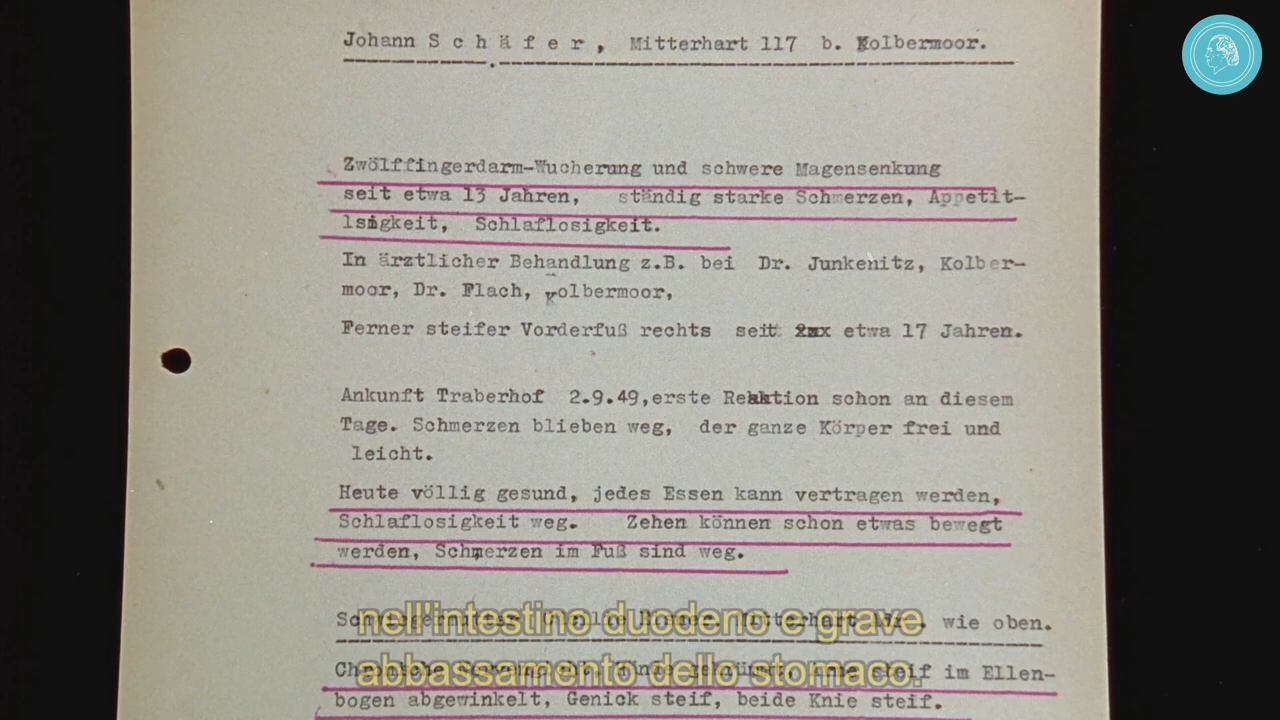 Johann S c h ä f e r , Mitterhart 117 b. Kolbermoor.
Zwölffingerdarm-Wucherung und schwere Magensenkung
seit etwa 13 Jahren, ständig starke Schmerzen, Appetit-
lsigkeit, Schlaflosigkeit.
In ärztlicher Behandlung z.B. bei Dr. Junkenitz, Kolber-
moor, Dr. Flach, Kolbermoor,
Ferner steifer Vorderfuß rechts seit etwa 17 Jahren.
Ankunft Traberhof 2.9.49,erste Reaktion schon an diesem
Tage. Schmerzen blieben weg, der ganze Körper frei und
leicht.
Heute völlig gesund, jedes Essen kann vertragen werden,
Schlaflosigkeit weg. Zehen können schon etwas bewegt
werden, Schmerzen im Fuß sind weg.
wie oben.
steif im Ellen-
bogen abgewinkelt, Genick steif, beide Knie steif.
nell'intestino duodeno e grave
abbassamento dello stomaco.